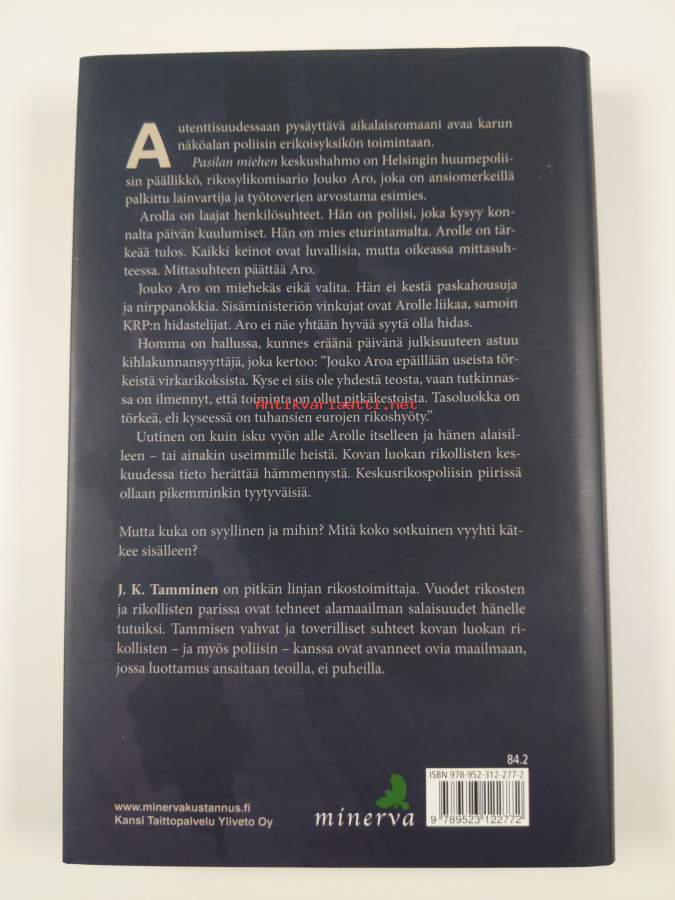 Autenttisuudessaan pysäyttävä aikalaisromaani avaa karun
näköalan poliisin erikoisyksikön toimintaan.
Pasilan miehen keskushahmo on Helsingin huumepolii-
sin päällikkö, rikosylikomisario Jouko Aro, joka on ansiomerkeillä
palkittu lainvartija ja työtoverien arvostama esimies.
Arolla on laajat henkilösuhteet. Hän on poliisi, joka kysyy kon-
nalta päivän kuulumiset. Hän on mies eturintamalta. Arolle on tär-
keää tulos. Kaikki keinot ovat luvallisia, mutta oikeassa mittasuh-
teessa. Mittasuhteen päättää Aro.
Jouko Aro on miehekäs eikä valita. Hän ei kestä paskahousuja
ja nirppanokkia. Sisäministeriön vinkujat ovat Arolle liikaa, samoin
KRP:n hidastelijat. Aro ei näe yhtään hyvää syytä olla hidas.
Homma on hallussa, kunnes eräänä päivänä julkisuuteen astuu
kihlakunnansyyttäjä, joka kertoo: ”Jouko Aroa epäillään useista tör-
keistä virkarikoksista. Kyse ei siis ole yhdestä teosta, vaan tutkinnas-
sa on ilmennyt, että toiminta on ollut pitkäkestoista. Tasoluokka on
Antikvariaatti.net
törkeä, eli kyseessä on tuhansien eurojen rikoshyöty.”
Uutinen on kuin isku vyön alle Arolle itselleen ja hänen alaisil-
leen – tai ainakin useimmille heistä. Kovan luokan rikollisten kes-
kuudessa tieto herättää hämmennystä. Keskusrikospoliisin piirissä
ollaan pikemminkin tyytyväisiä.
Mutta kuka on syyllinen ja mihin? Mitä koko sotkuinen vyyhti kät-
kee sisälleen?
J. K. Tamminen on pitkän linjan rikostoimittaja. Vuodet rikosten
ja rikollisten parissa ovat tehneet alamaailman salaisuudet hänelle
tutuiksi. Tammisen vahvat ja toverilliset suhteet kovan luokan ri-
kollisten – ja myös poliisin – kanssa ovat avanneet ovia maailmaan,
jossa luottamus ansaitaan teoilla, ei puheilla.
84.2
ISBN 978-952-312-277-2
9 789523 122772
www.minervakustannus.fi
Kansi Taittopalvelu Yliveto Oy
minerva